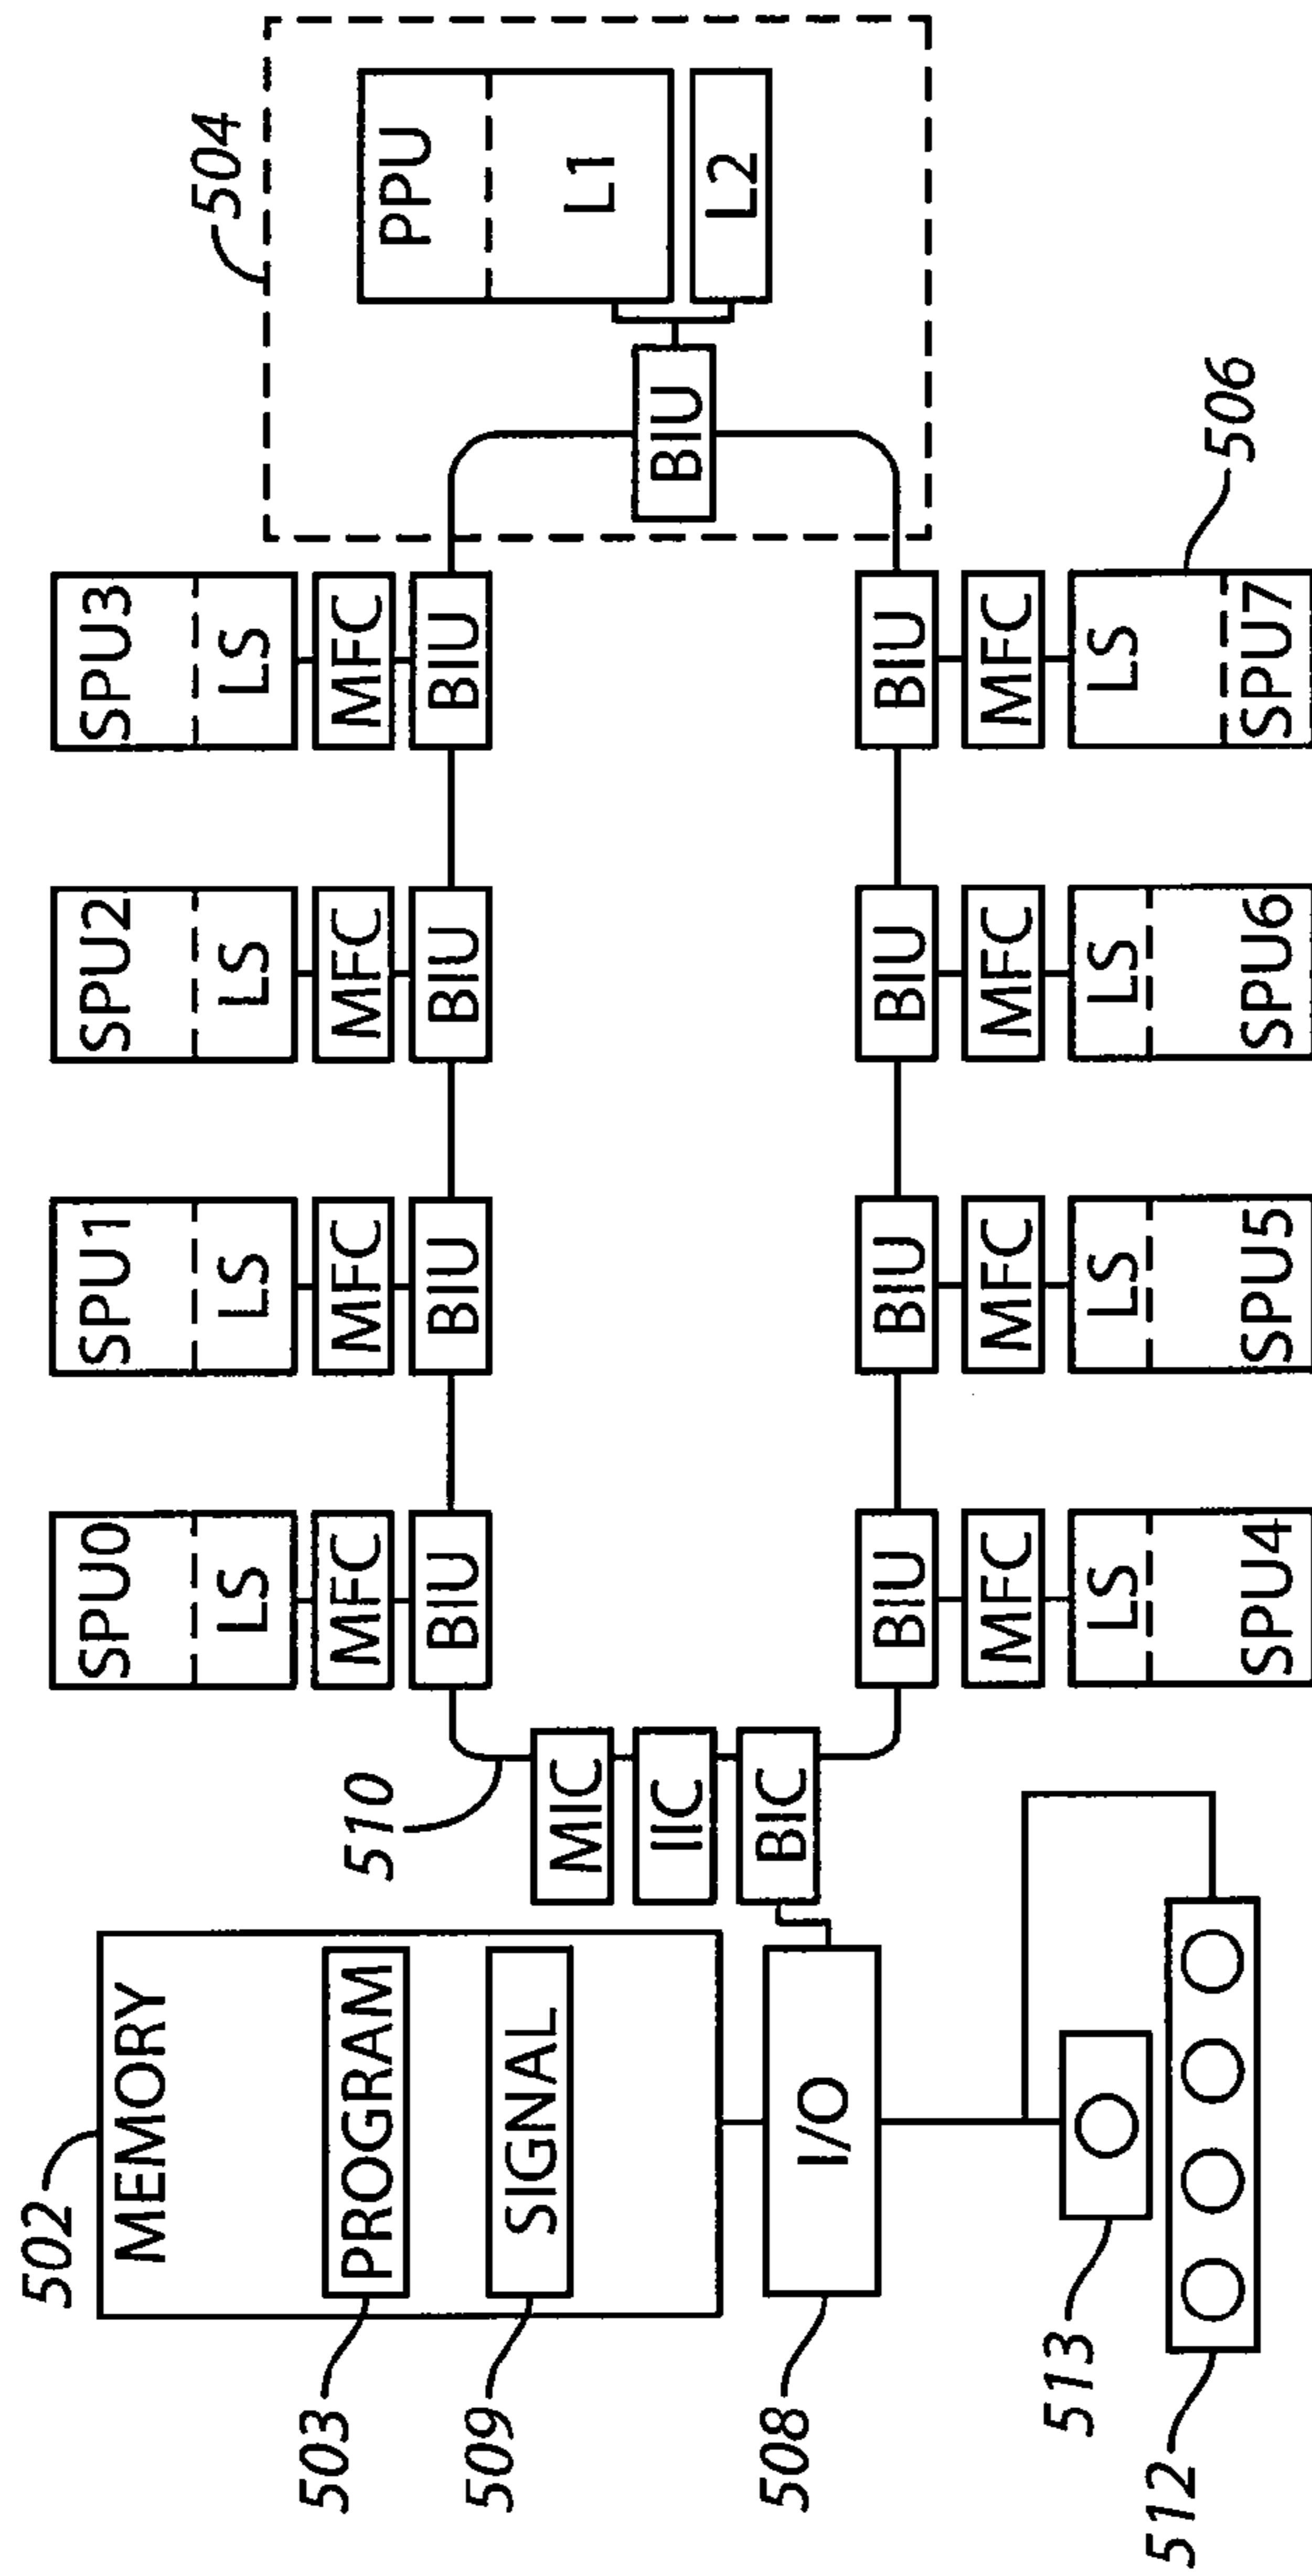 502
MEMORY
503
PROGRAM
509
SIGNAL
508
I/O
513
512
510
MIC
IIC
BIC
SPU0
LS
MFC
BIU
SPU1
LS
MFC
BIU
SPU2
LS
MFC
BIU
SPU3
LS
MFC
BIU
504
PPU
L1
L2
BIU
BIU
MFC
LS
SPU4
BIU
MFC
LS
SPU5
BIU
MFC
LS
SPU6
BIU
MFC
LS
SPU7
506